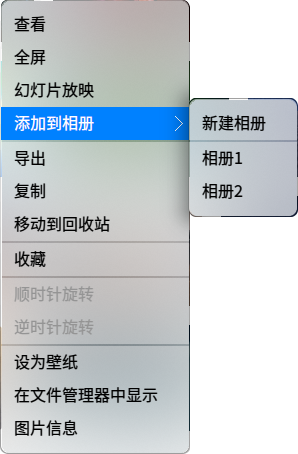 查看
全屏
幻灯片放映
添加到相册
新建相册
相册1
相册2
导出
复制
移动到回收站
收藏
顺时针旋转
逆时针旋转
设为壁纸
在文件管理器中显示
图片信息